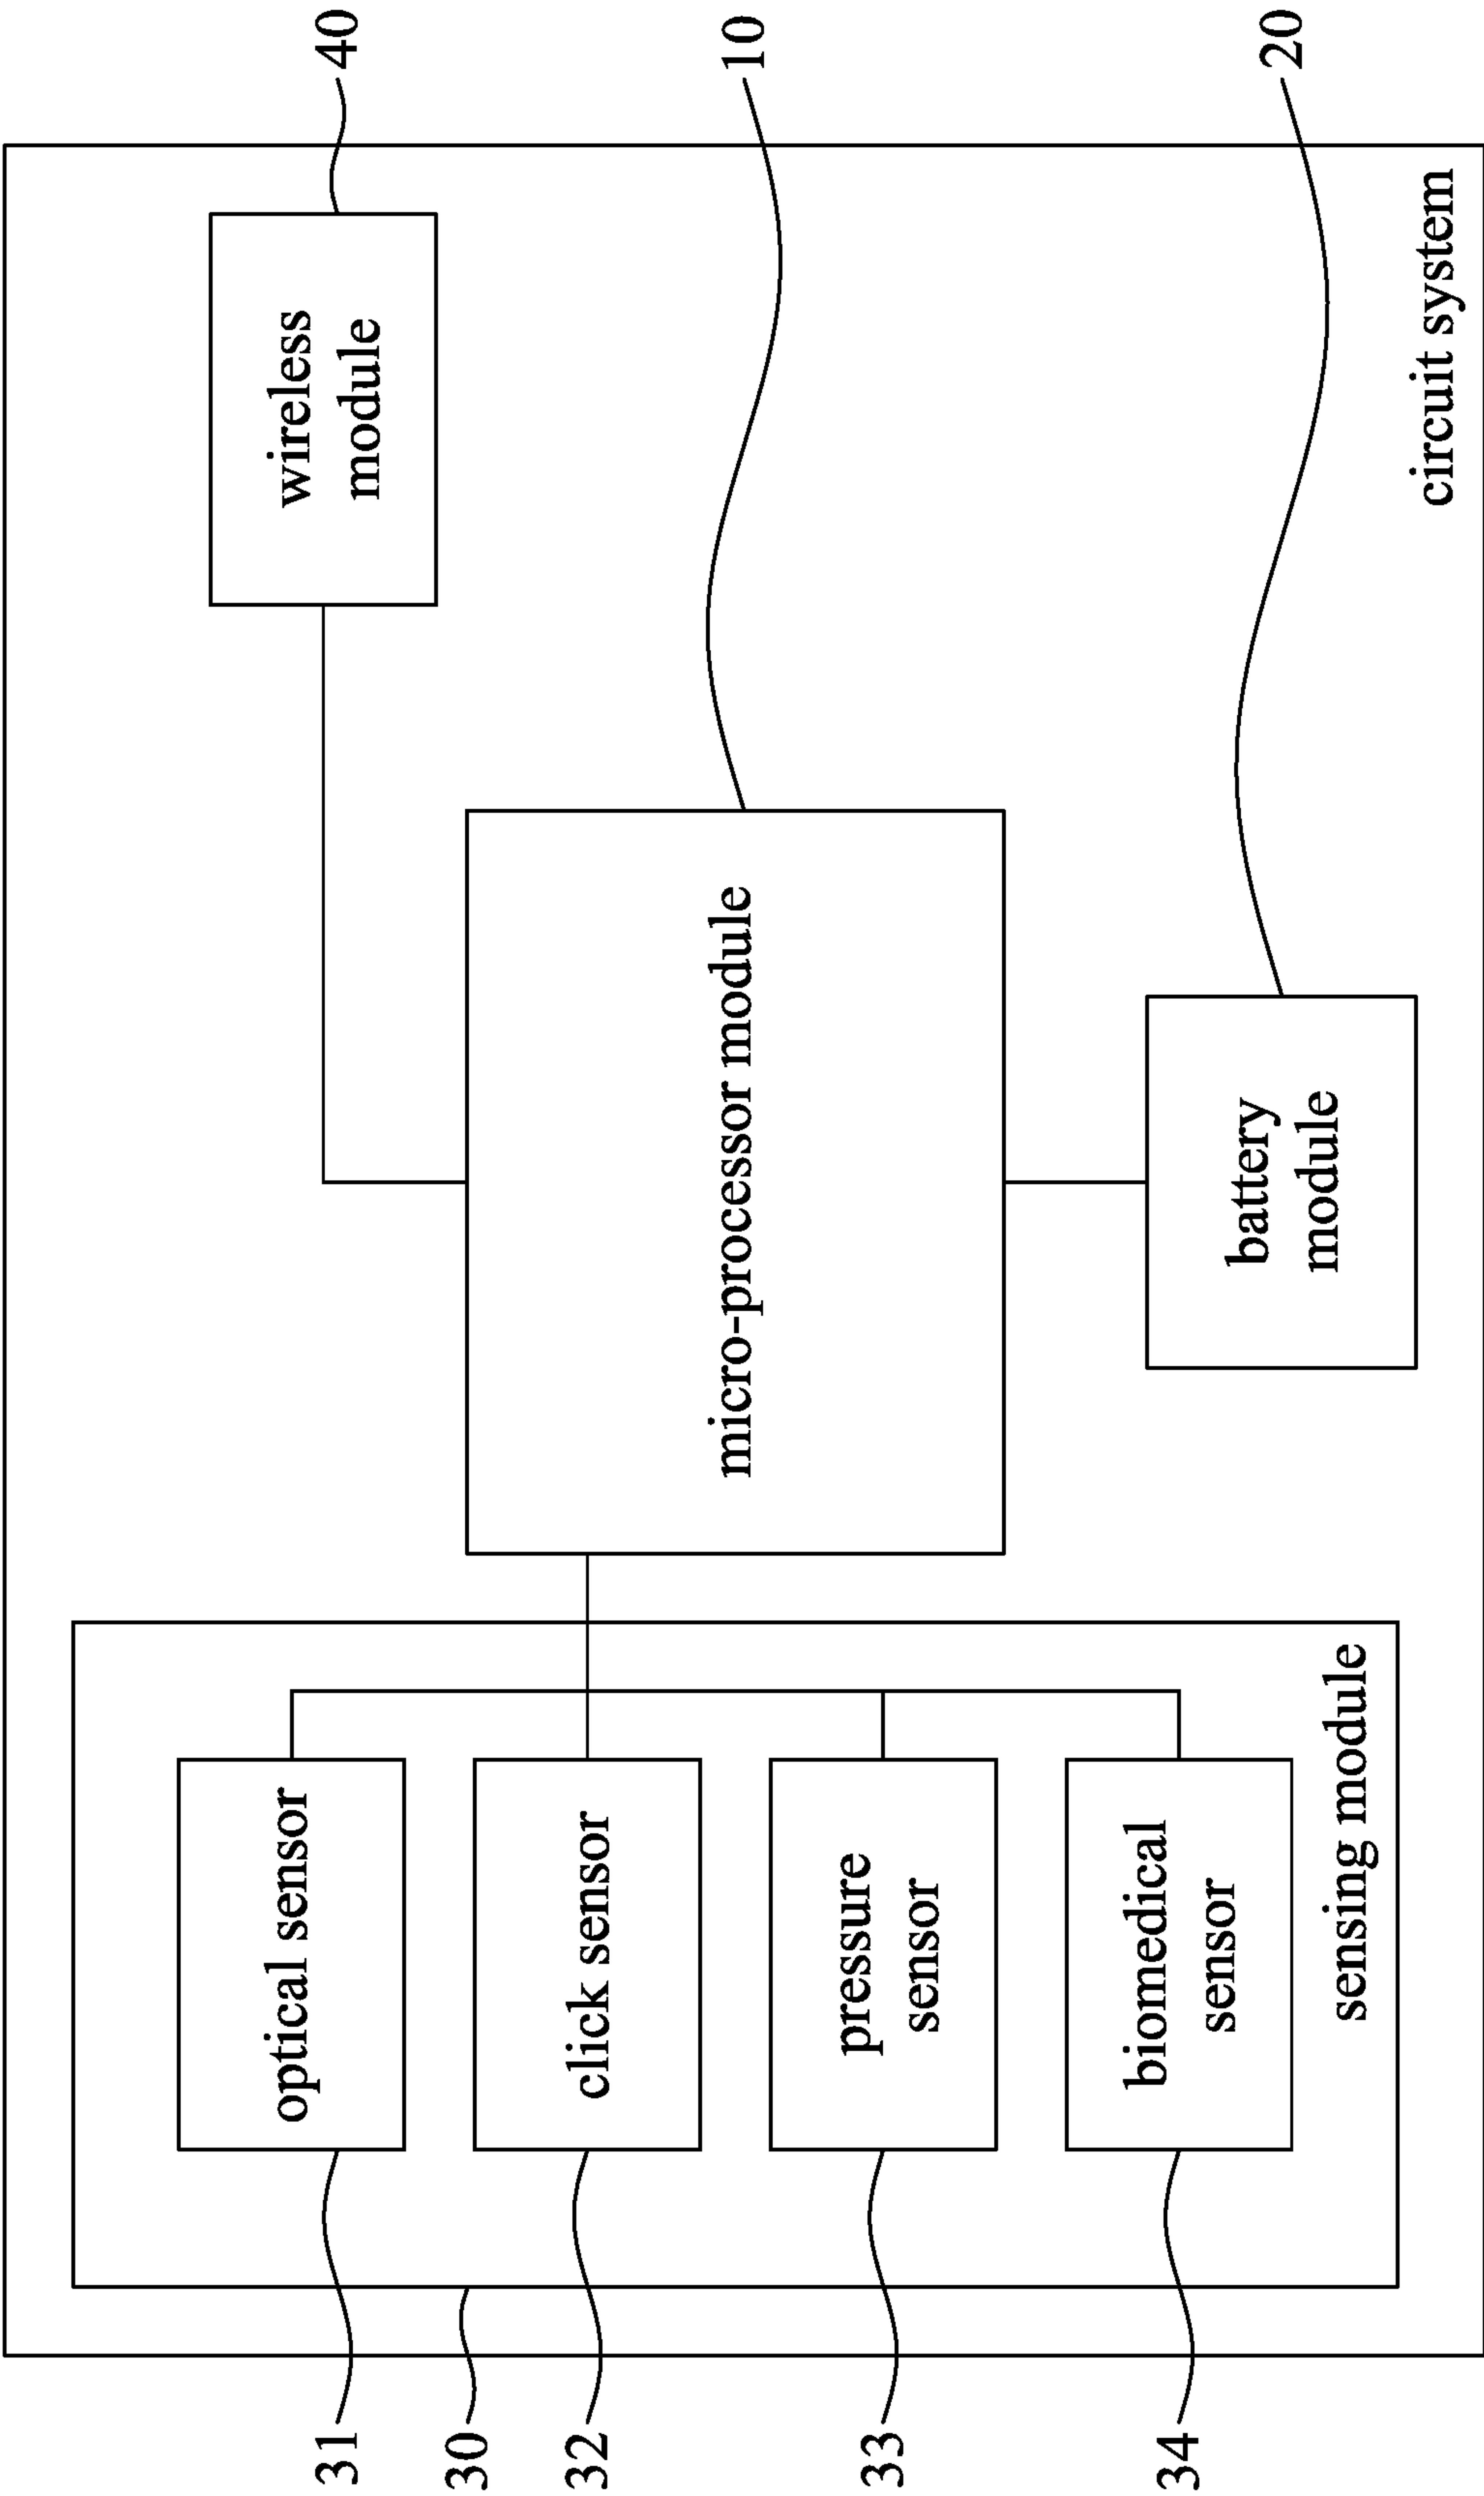 31
30
32
33
34
optical sensor
click sensor
pressure
sensor
biomedical
sensor
sensing module
micro-processor module
battery
module
wireless
module
circuit system
40
10
20